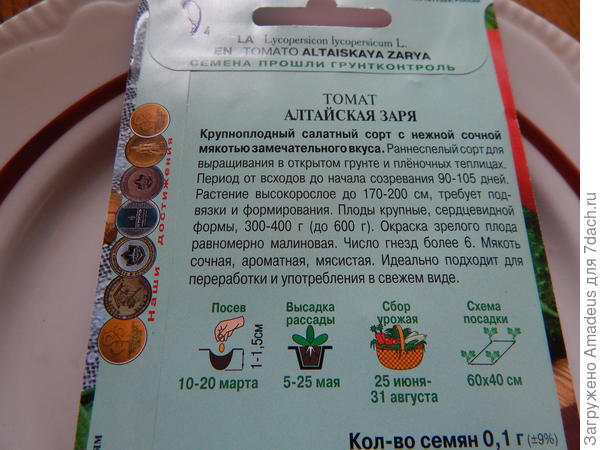 LA Lycopersicon lycopersicum L.
EN TOMATO ALTAISKAYA ZARYA
СЕМЕНА ПРОШЛИ ГРУНТКОНТРОЛЬ
ТОМАТ
АЛТАЙСКАЯ ЗАРЯ
Крупноплодный салатный сорт с нежной сочной
мякотью замечательного вкуса. Раннеспелый сорт для
выращивания в открытом грунте и плёночных теплицах.
Период от всходов до начала созревания 90-105 дней.
Растение высокорослое до 170-200 см, требует под-
вязки и формирования. Плоды крупные, сердцевидной
формы, 300-400 г (до 600 г). Окраска зрелого плода
равномерно малиновая. Число гнезд более 6. Мякоть
сочная, ароматная, мясистая. Идеально подходит для
переработки и употребления в свежем виде.
Наши достижения
Посев
1-1,5см
10-20 марта
Высадка
рассады
5-25 мая
Сбор
урожая
25 июня-
31 августа
Схема
посадки
60x40 см
Кол-во семян 0,1 г (±9%)
Загружено Amadeus для 7dach.ru